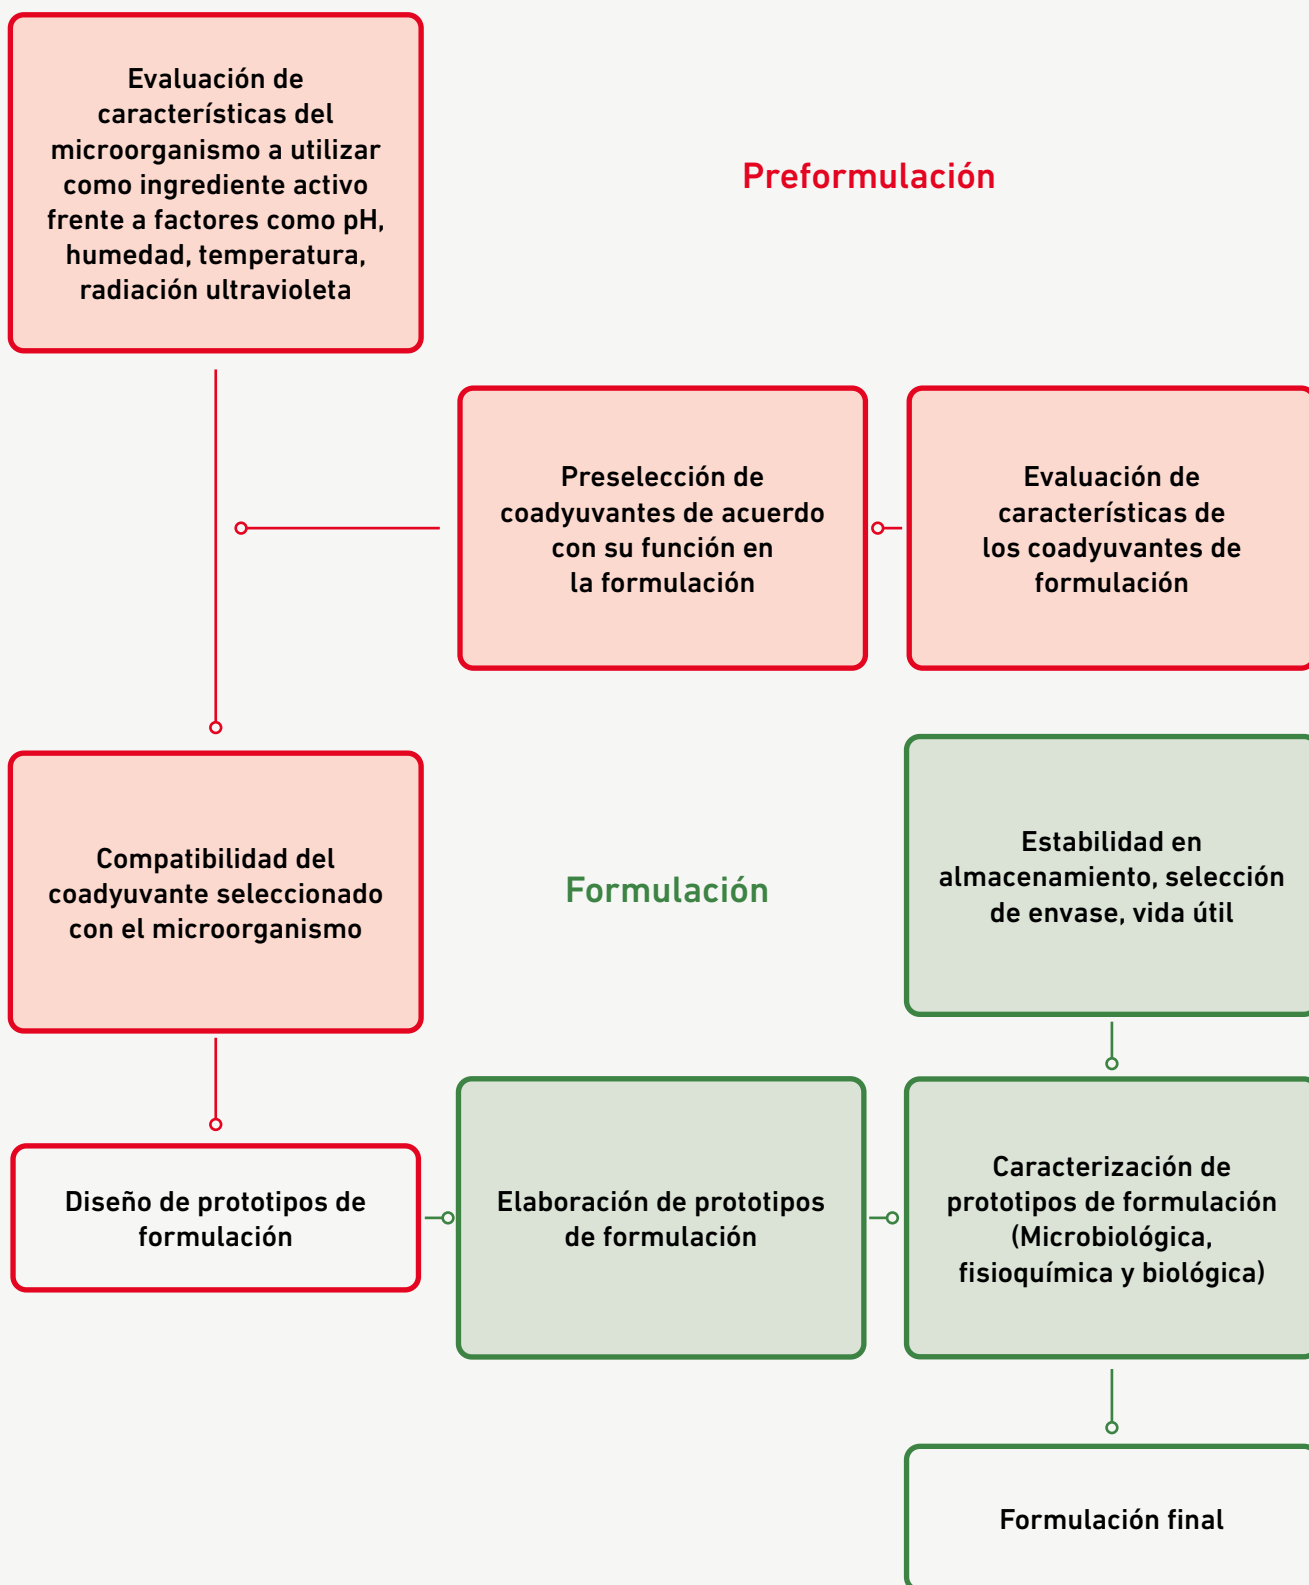 Evaluación de
características del
microorganismo a utilizar
como ingrediente activo
frente a factores como pH,
humedad, temperatura,
radiación ultravioleta
Preformulación
Preselección de
coadyuvantes de acuerdo
con su función en
la formulación
Evaluación de
características de
los coadyuvantes de
formulación
Compatibilidad del
coadyuvante seleccionado
con el microorganismo
Formulación
Estabilidad en
almacenamiento, selección
de envase, vida útil
Diseño de prototipos de
formulación
Elaboración de prototipos
de formulación
Caracterización de
prototipos de formulación
(Microbiológica,
fisioquímica y biológica)
Formulación final